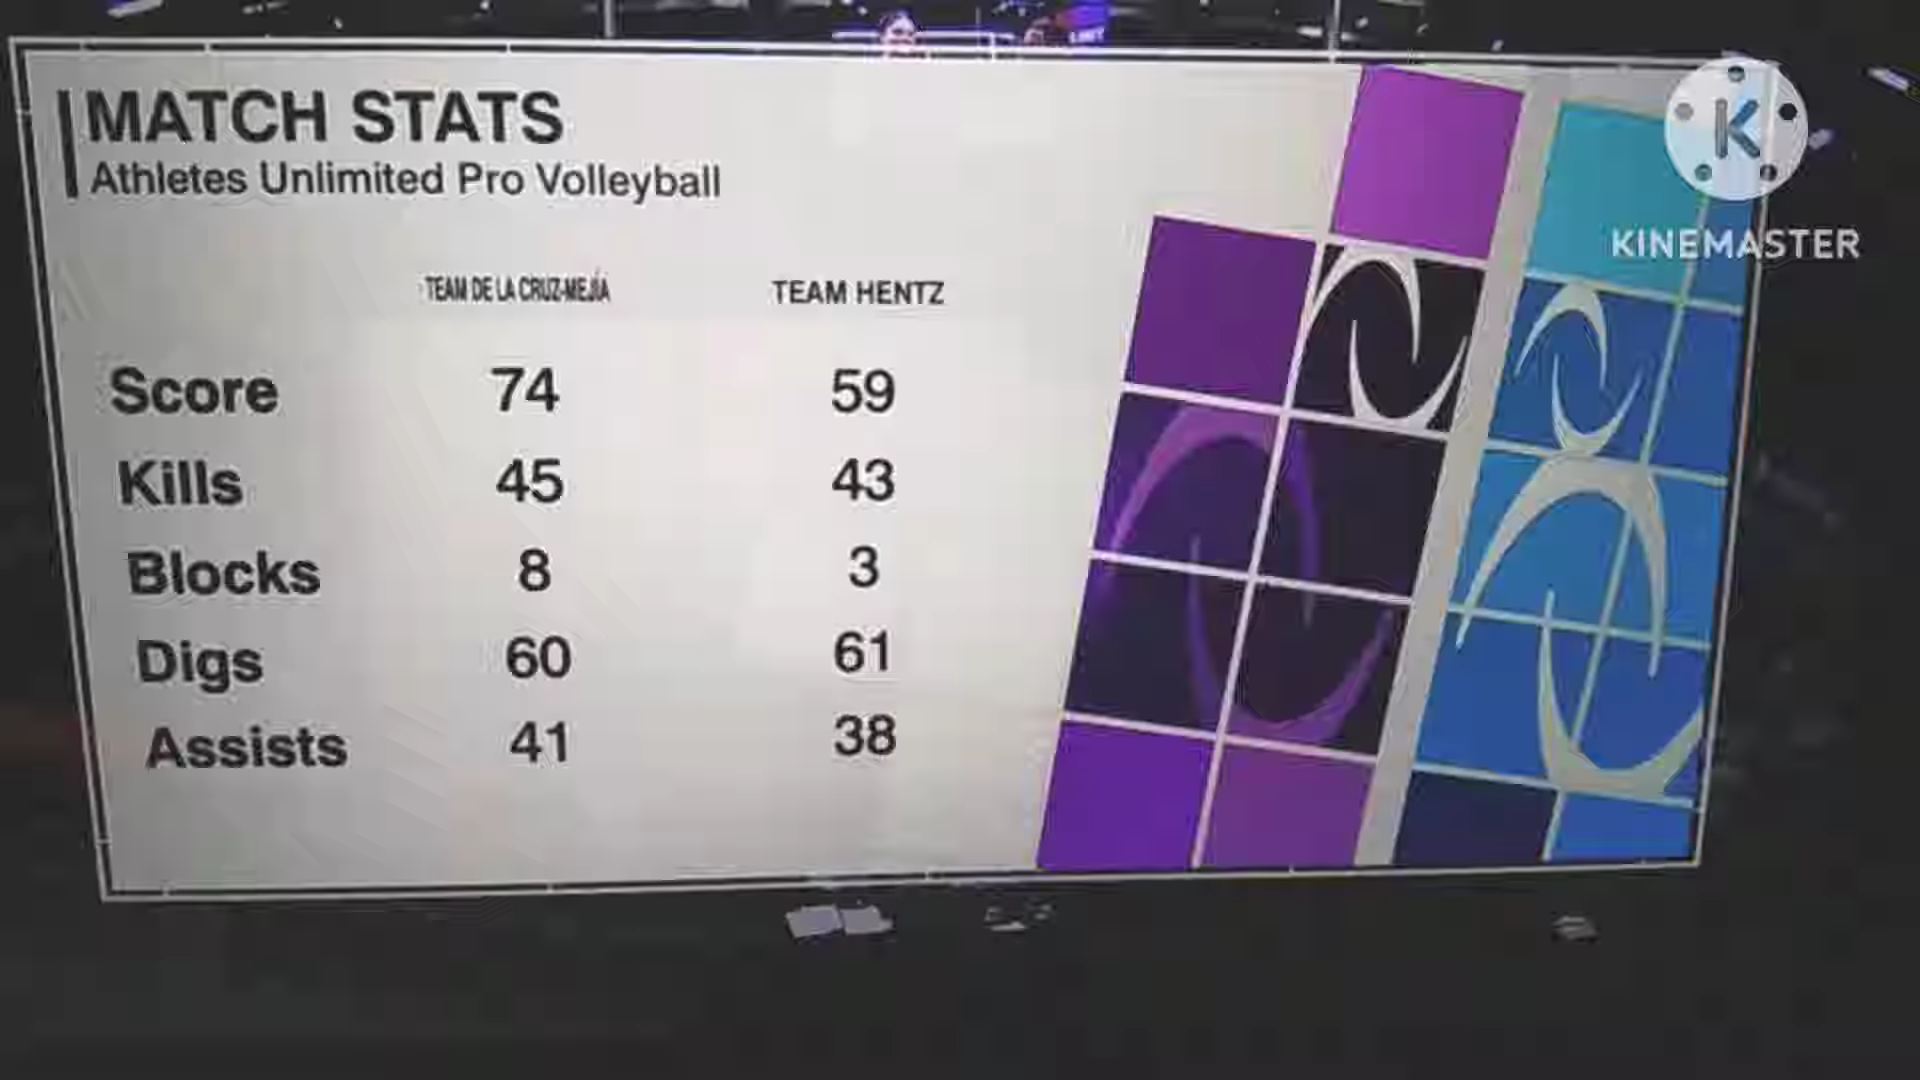 MATCH STATS
Athletes Unlimited Pro Volleyball
TEAM DE LA CRUZ-MEJÍA TEAM HENTZ
Score 74 59
Kills 45 43
Blocks 8 3
Digs 60 61
Assists 41 38
K
KINEMASTER